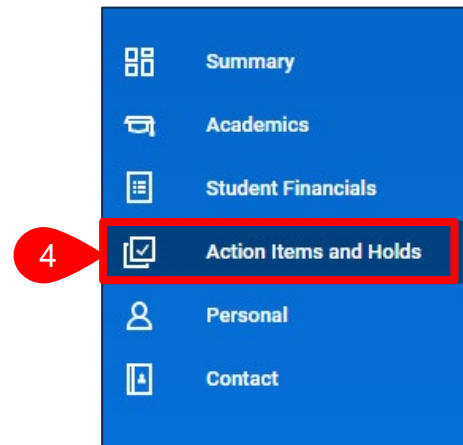 Summary
Academics
Student Financials
4
Action Items and Holds
Personal
Contact